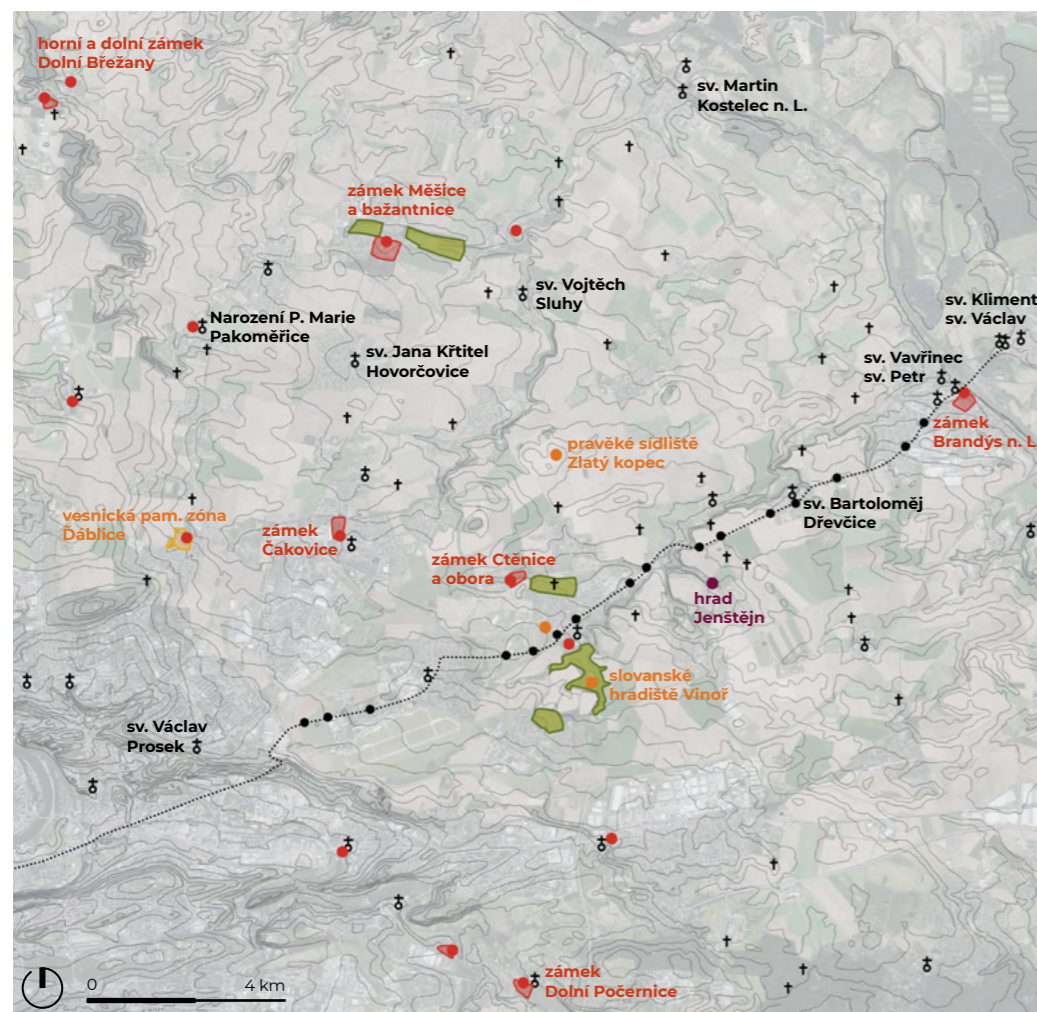 horní a dolní zámek
Dolní Břežany
sv. Martin
Kostelec n. L.
zámek Měšice
a bažantnice
sv. Vojtěch
Sluhy
sv. Kliment
sv. Václav
Narození P. Marie
Pakoměřice
sv. Jana Křtitel
Hovorčovice
sv. Vavřinec
sv. Petr
zámek
Brandýs n. L
pravěké sídliště
Zlatý kopec
sv. Bartoloměj
Dřevčice
vesnická pam. zóna
Ďáblice
zámek
Čakovice
zámek Ctěnice
a obora
hrad
Jenštějn
slovanské
hradiště Vinoř
sv. Václav
Prosek
zámek
Dolní Počernice
0 4 km